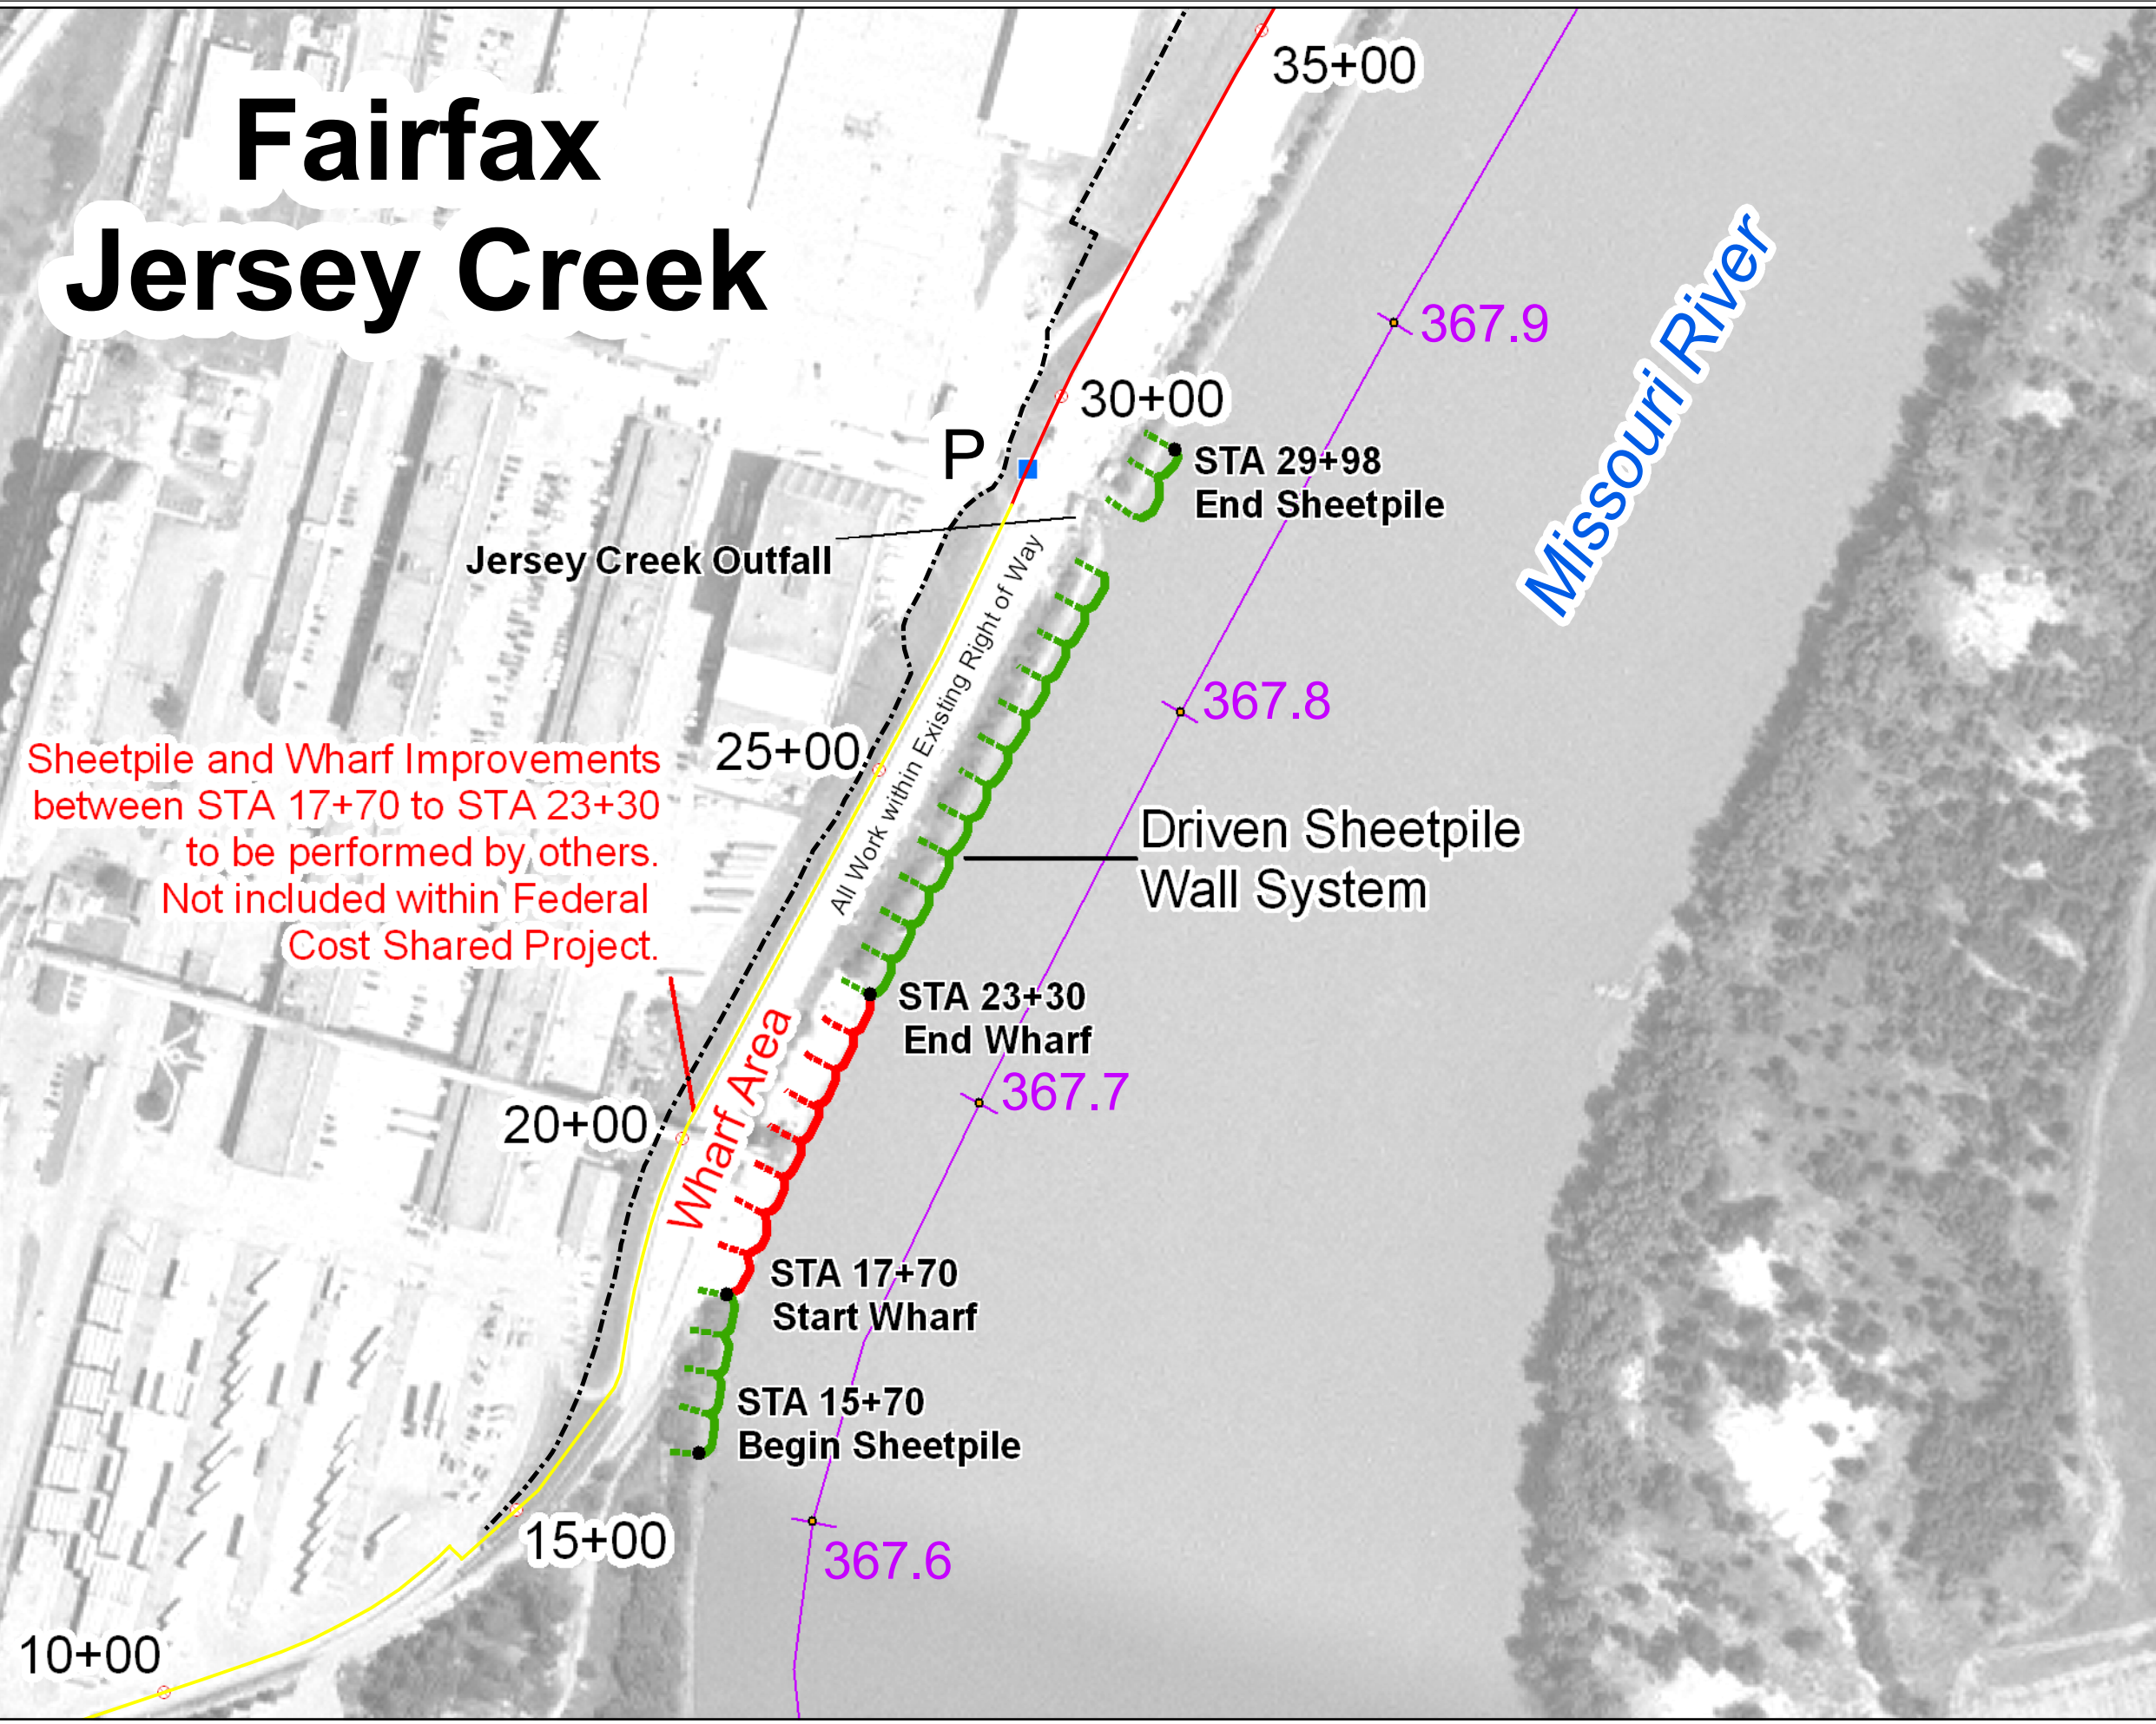 Fairfax
Jersey Creek
35+00
367.9
Missouri River
30+00
P
STA 29+98
End Sheetpile
Jersey Creek Outfall
All Work within Existing Right of Way
367.8
25+00
Sheetpile and Wharf Improvements
between STA 17+70 to STA 23+30
to be performed by others.
Not included within Federal
Cost Shared Project.
Driven Sheetpile
Wall System
STA 23+30
End Wharf
367.7
20+00
Wharf Area
STA 17+70
Start Wharf
STA 15+70
Begin Sheetpile
15+00
367.6
10+00